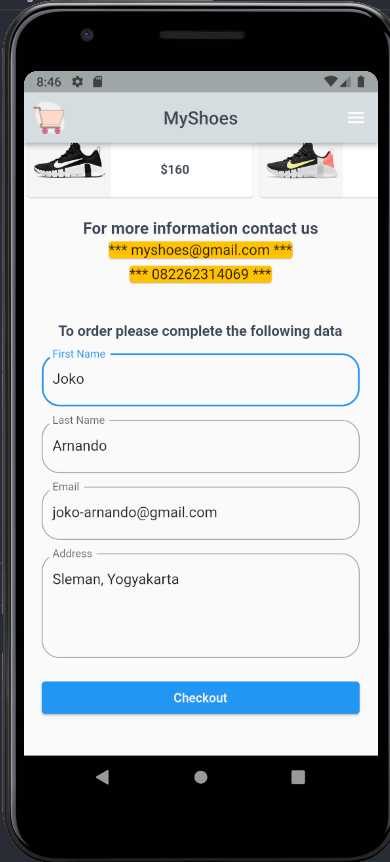 8:46
MyShoes
$160
For more information contact us
*** myshoes@gmail.com ***
*** 082262314069 ***
To order please complete the following data
First Name
Joko
Last Name
Arnando
Email
joko-arnando@gmail.com
Address
Sleman, Yogyakarta
Checkout